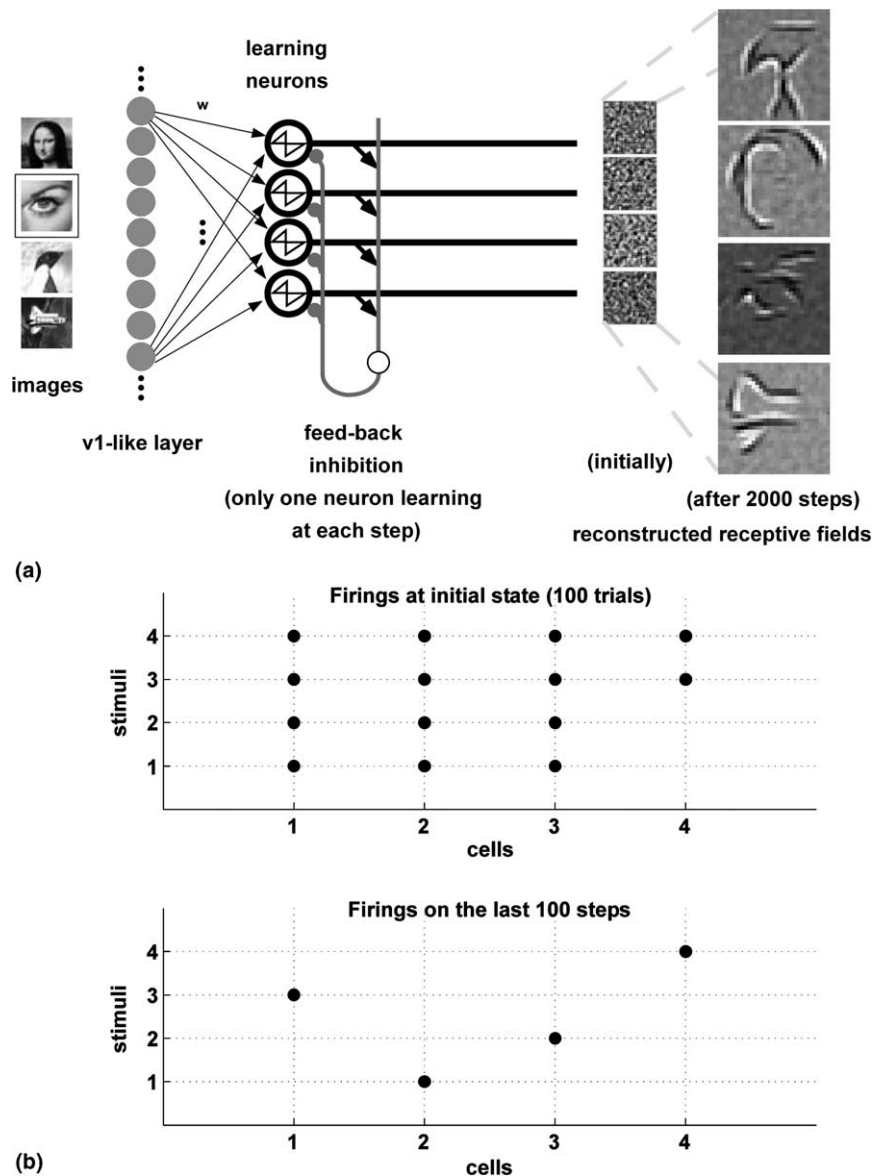 learning
neurons
w
images
v1-like layer
feed-back
inhibition
(only one neuron learning
at each step)
(initially)
(after 2000 steps)
reconstructed receptive fields
(a)
Firings at initial state (100 trials)
4
3
2
1
stimuli
1 2 3 4
cells
Firings on the last 100 steps
4
3
2
1
stimuli
1 2 3 4
cells
(b)